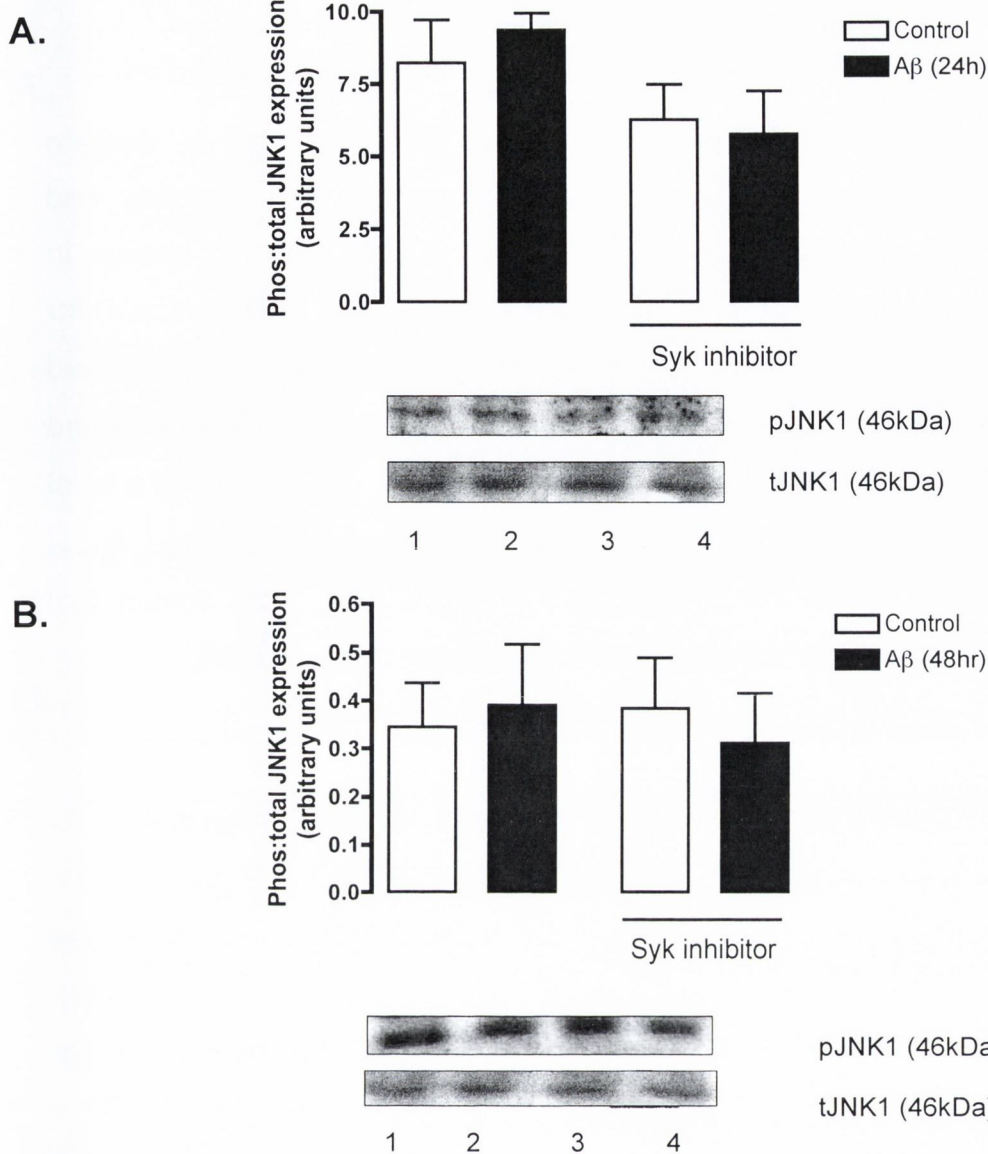 A.
Phos:total JNK1 expression
(arbitrary units)
10.0
7.5
5.0
2.5
0.0
Control
Aβ (24h)
Syk inhibitor
pJNK1 (46kDa)
tJNK1 (46kDa)
1 2 3 4
B.
Phos:total JNK1 expression
(arbitrary units)
0.6
0.5
0.4
0.3
0.2
0.1
0.0
Control
Aβ (48hr)
Syk inhibitor
pJNK1 (46kDa
tJNK1 (46kDa)
1 2 3 4